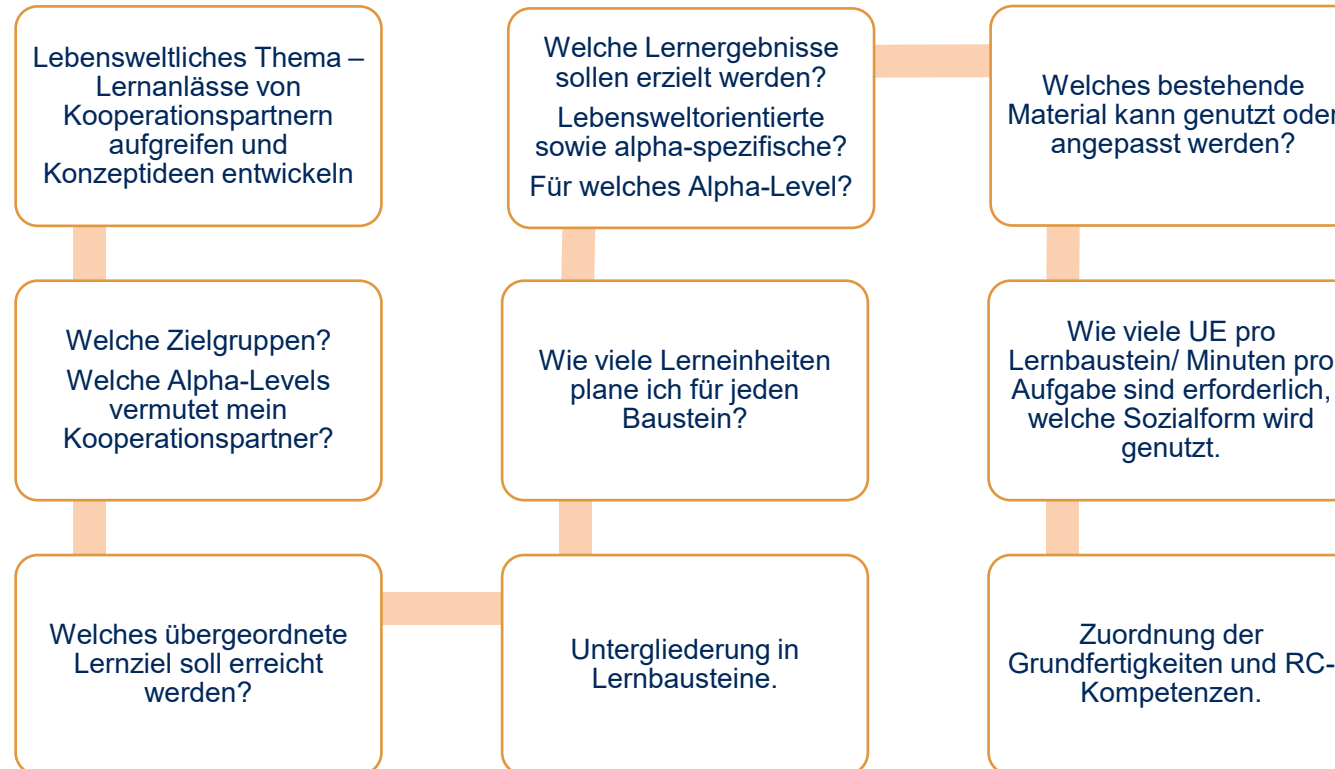 Lebensweltliches Thema –
Lernanlässe von
Kooperationspartnern
aufgreifen und
Konzeptideen entwickeln
Welche Zielgruppen?
Welche Alpha-Levels
vermutet mein
Kooperationspartner?
Welches übergeordnete
Lernziel soll erreicht
werden?
Untergliederung in
Lernbausteine.
Wie viele Lerneinheiten
plane ich für jeden
Baustein?
Welche Lernergebnisse
sollen erzielt werden?
Lebensweltorientierte
sowie alpha-spezifische?
Für welches Alpha-Level?
Welches bestehende
Material kann genutzt oder
angepasst werden?
Wie viele UE pro
Lernbaustein/ Minuten pro
Aufgabe sind erforderlich,
welche Sozialform wird
genutzt.
Zuordnung der
Grundfertigkeiten und RC-
Kompetenzen.